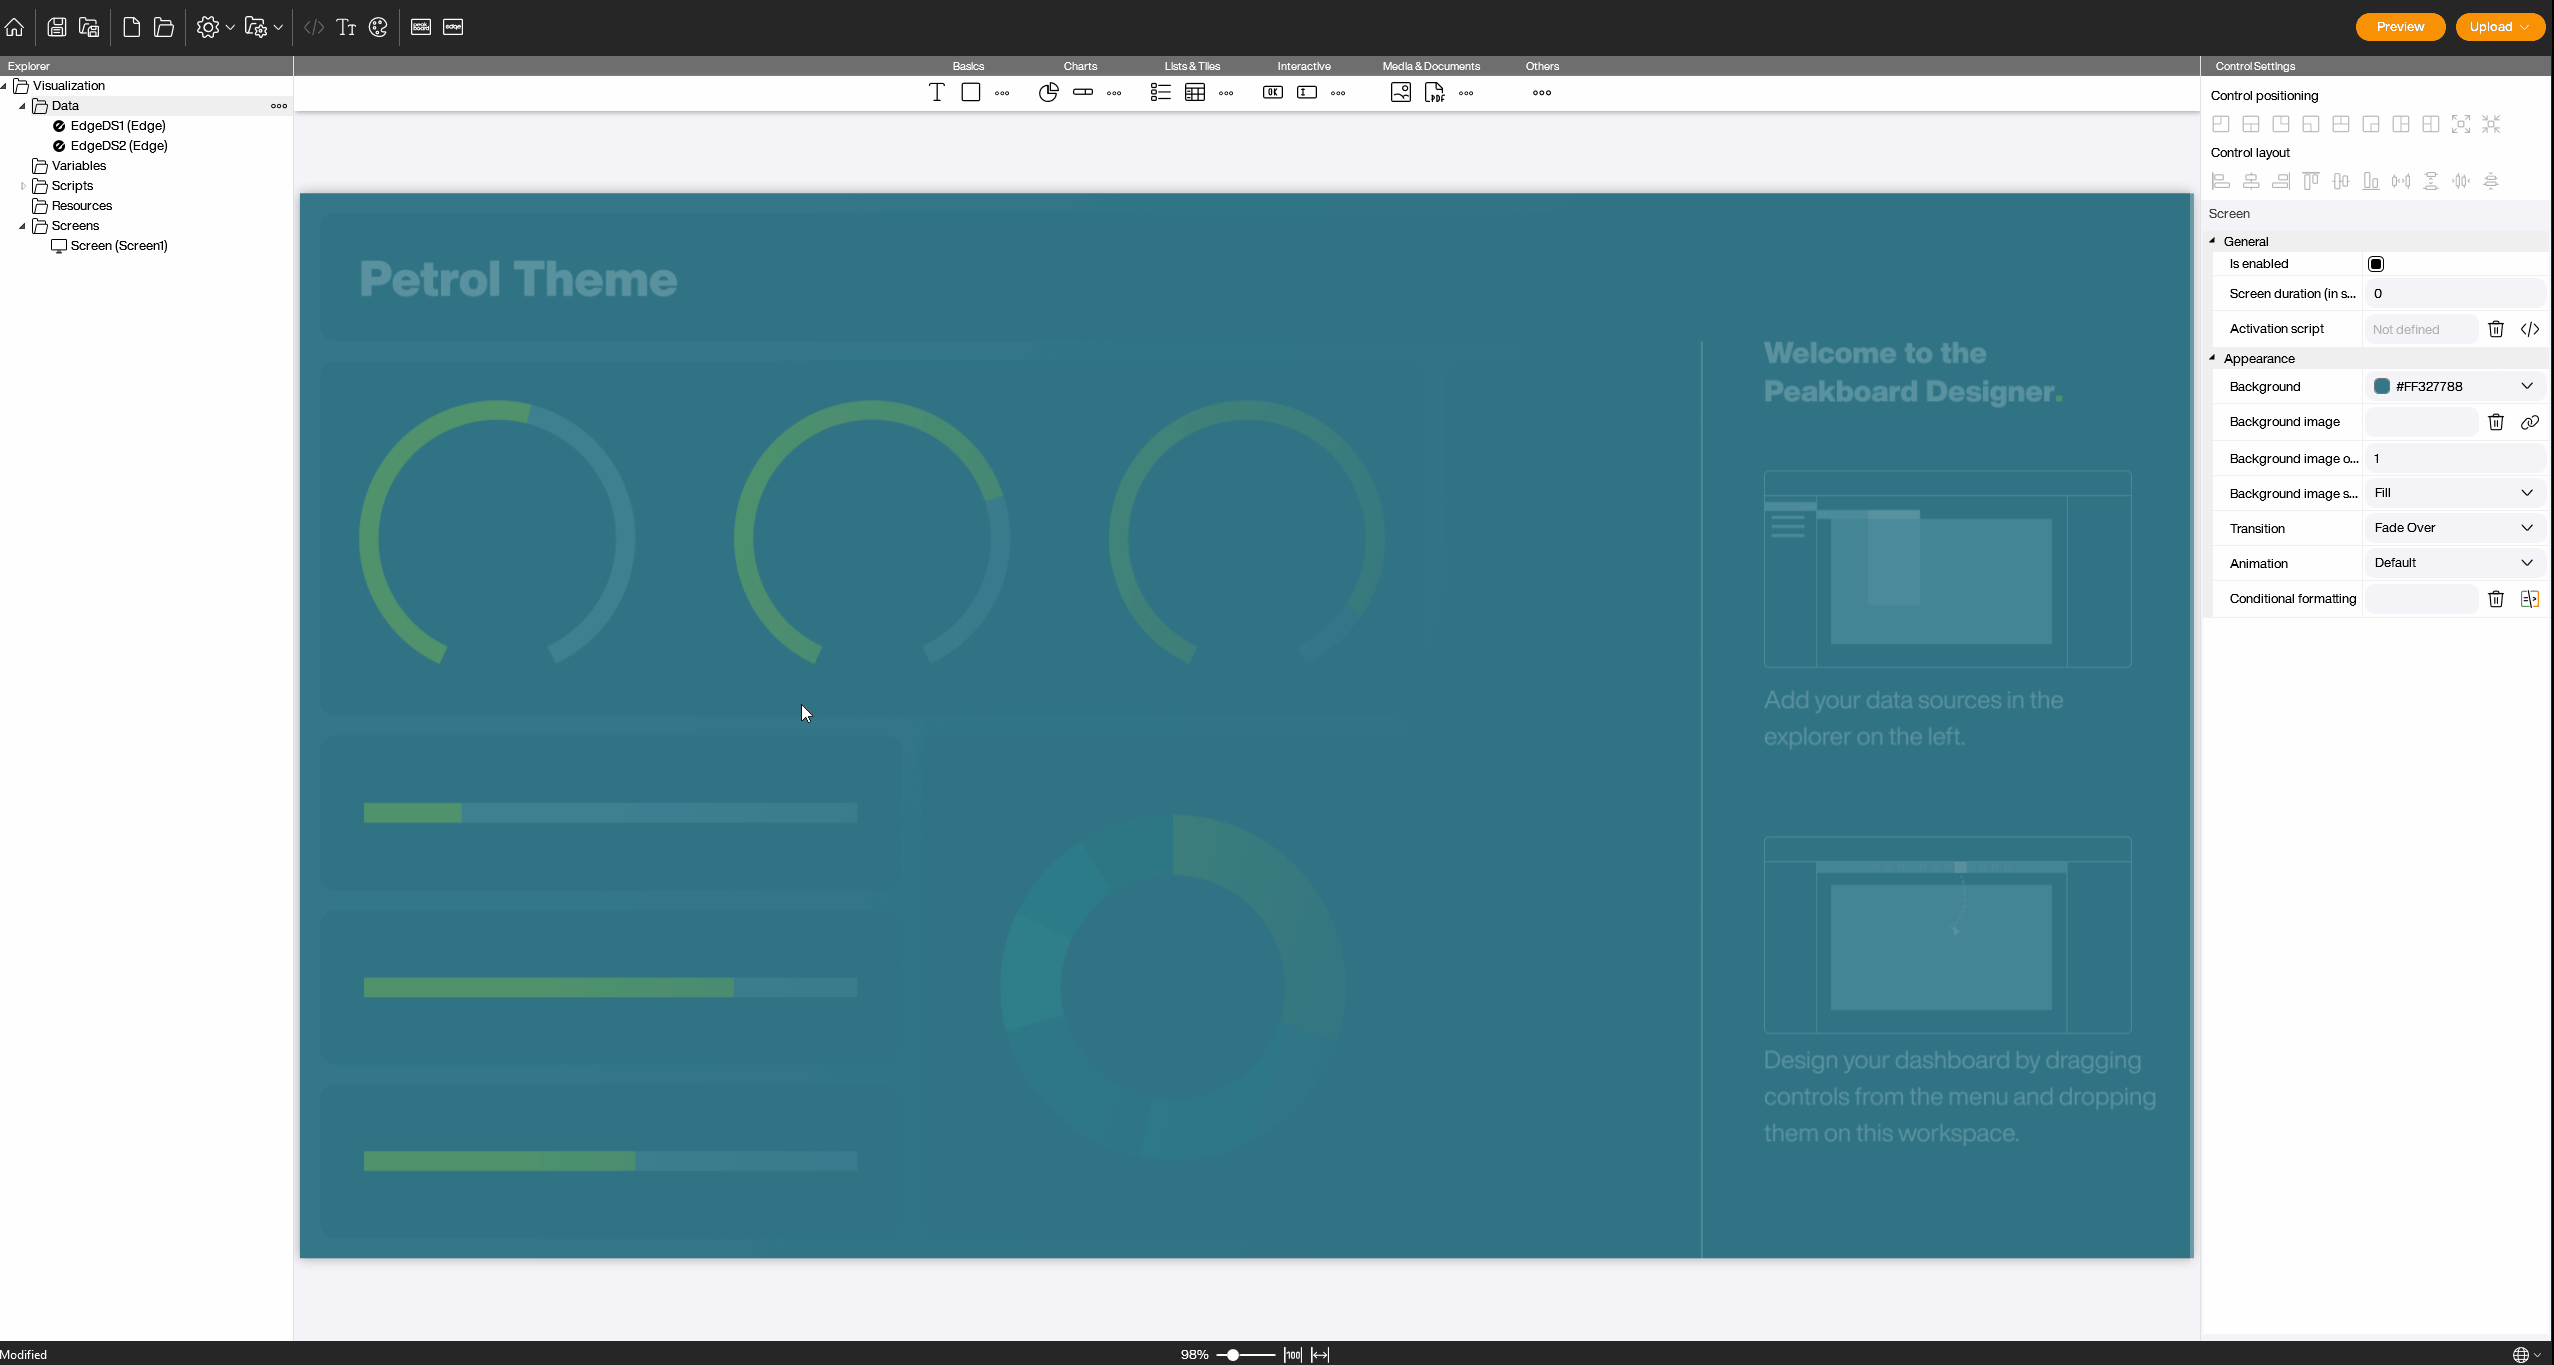 Preview
Upload
Explorer
Basics
Charts
Lists & Tiles
Interactive
Media & Documents
Others
Control Settings
Visualization
Data
EdgeDS1 (Edge)
EdgeDS2 (Edge)
Variables
Scripts
Resources
Screens
Screen (Screen1)
OK
PDF
Petrol Theme
Welcome to the
Peakboard Designer.
Add your data sources in the
explorer on the left.
Design your dashboard by dragging
controls from the menu and dropping
them on this workspace.
Control positioning
Control layout
Screen
General
Is enabled
Screen duration (in s...
0
Activation script
Not defined
Appearance
Background
#FF327788
Background image
Background image o...
1
Background image s...
Fill
Transition
Fade Over
Animation
Default
Conditional formatting
Modified
98%
100